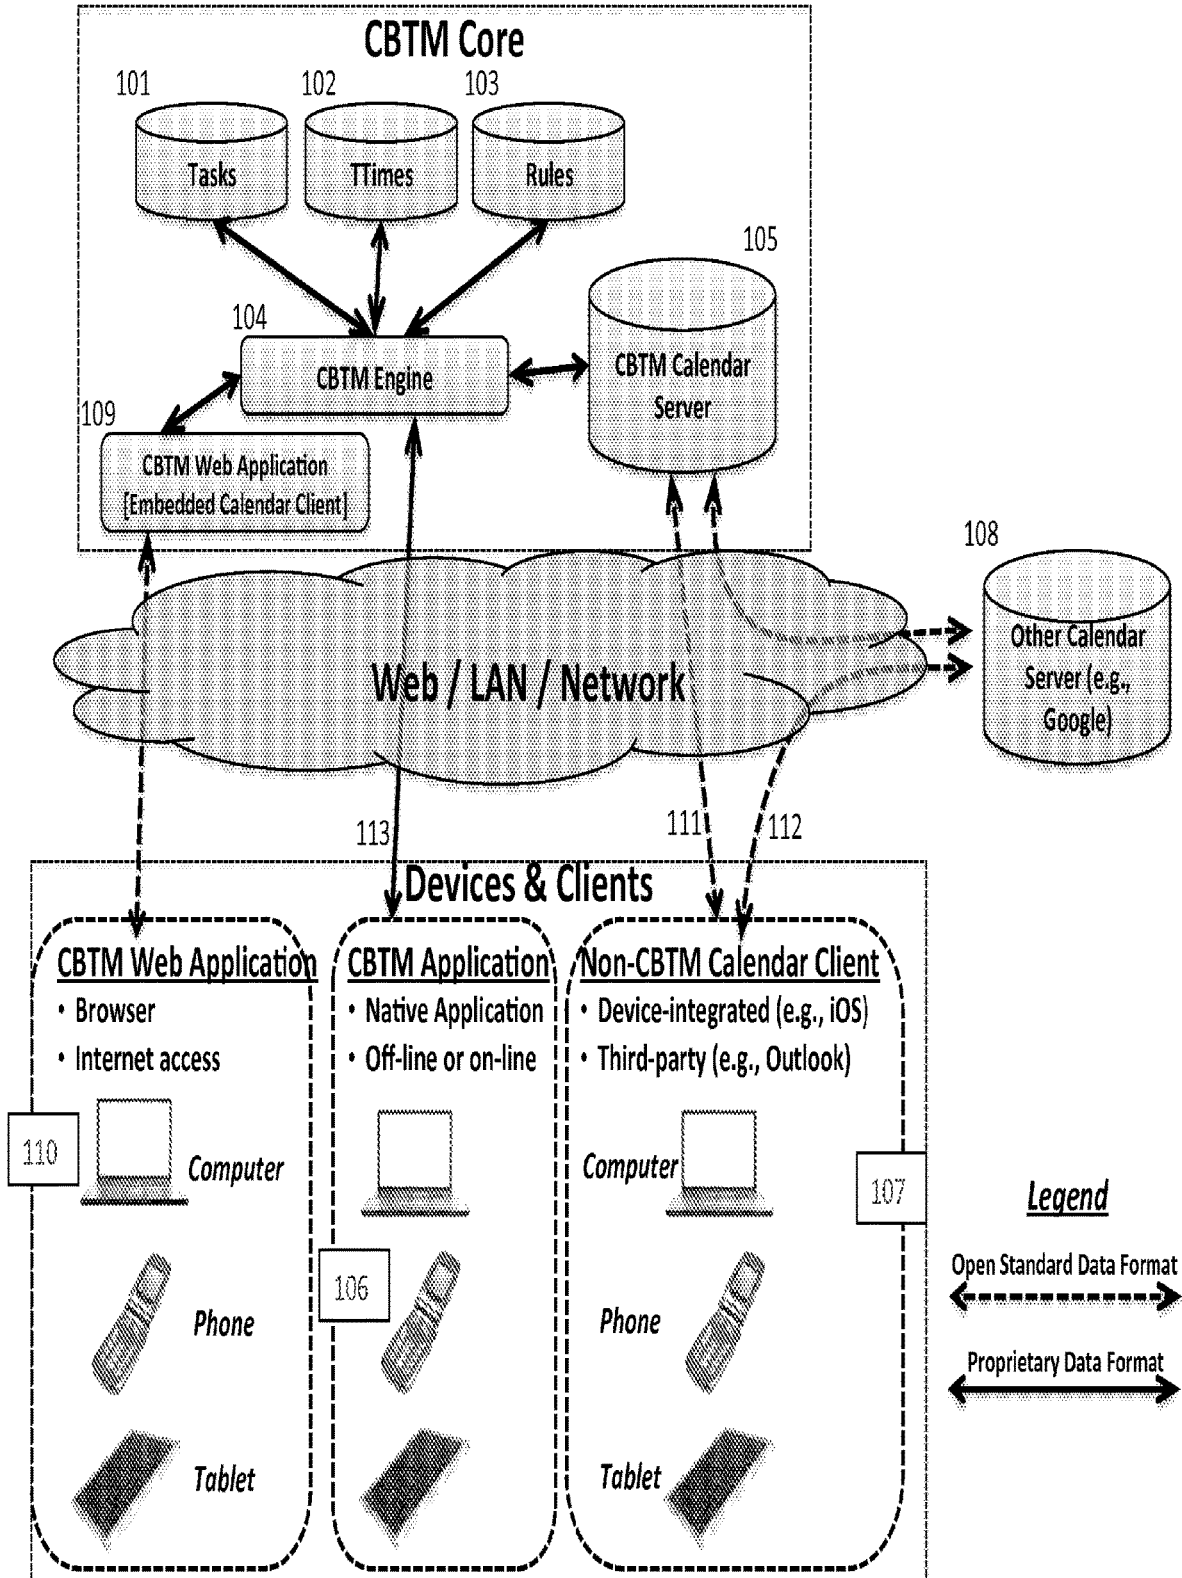 CBTM Core
101
102
103
Tasks
TTimes
Rules
105
104
CBTM Engine
CBTM Calendar
Server
109
CBTM Web Application
[Embedded Calendar Client]
108
Other Calendar
Server (e.g.,
Google)
Web / LAN / Network
113
111
112
Devices & Clients
CBTM Web Application
• Browser
• Internet access
CBTM Application
• Native Application
• Off-line or on-line
Non-CBTM Calendar Client
• Device-integrated (e.g., iOS)
• Third-party (e.g., Outlook)
110
Computer
Computer
107
106
Phone
Phone
Tablet
Tablet
Legend
Open Standard Data Format
Proprietary Data Format